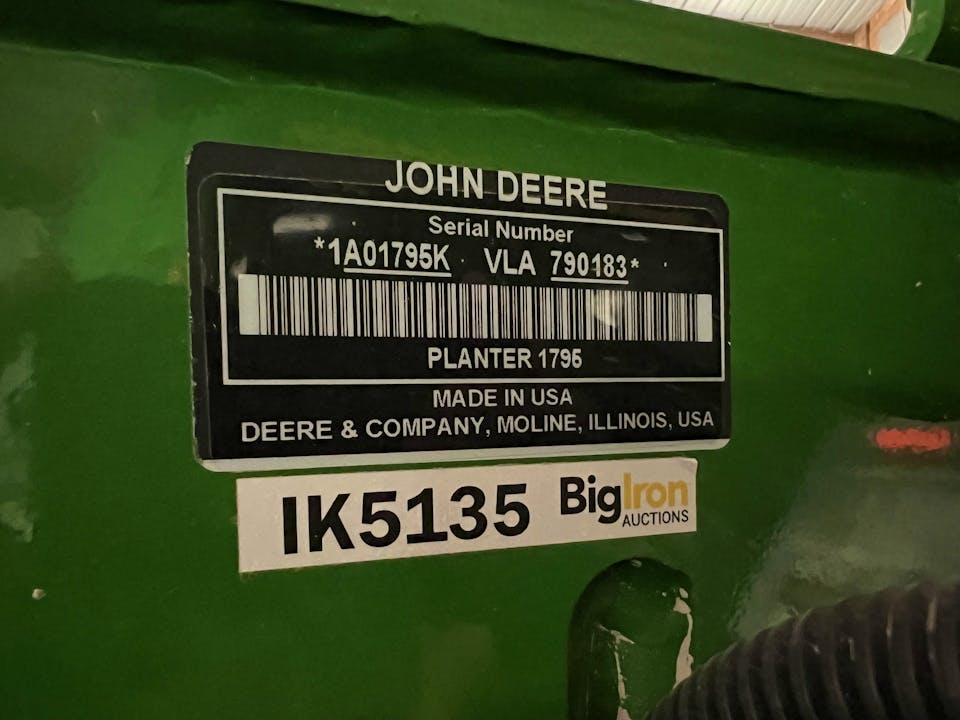 JOHN DEERE
Serial Number
*1A01795K VLA 790183*
PLANTER 1795
MADE IN USA
DEERE & COMPANY, MOLINE, ILLINOIS, USA
IK5135 BigIron
AUCTIONS